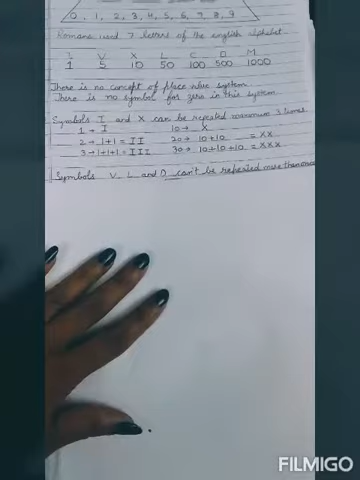 0, 1, 2, 3, 4, 5, 6, 7, 8, 9
Romans used 7 letters of the english alphabet
I V X L C D M
1 5 10 50 100 500 1000
There is no concept of place value system
There is no symbol for zero in this system
Symbols I and X can be repeated maximum 3 times
1 → I 10 → X
2 → 1+1 = II 20 → 10+10 = XX
3 → 1+1+1 = III 30 → 10+10+10 = XXX
Symbols V, L and D can't be repeated more than once
FILMIGO